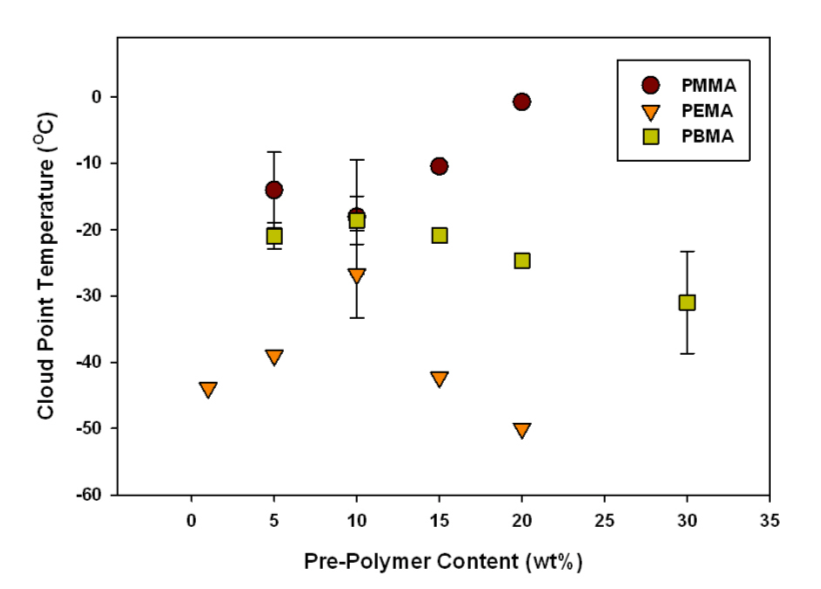 Cloud Point Temperature (°C)
0
-10
-20
-30
-40
-50
-60
0 5 10 15 20 25 30 35
Pre-Polymer Content (wt%)
PMMA
PEMA
PBMA